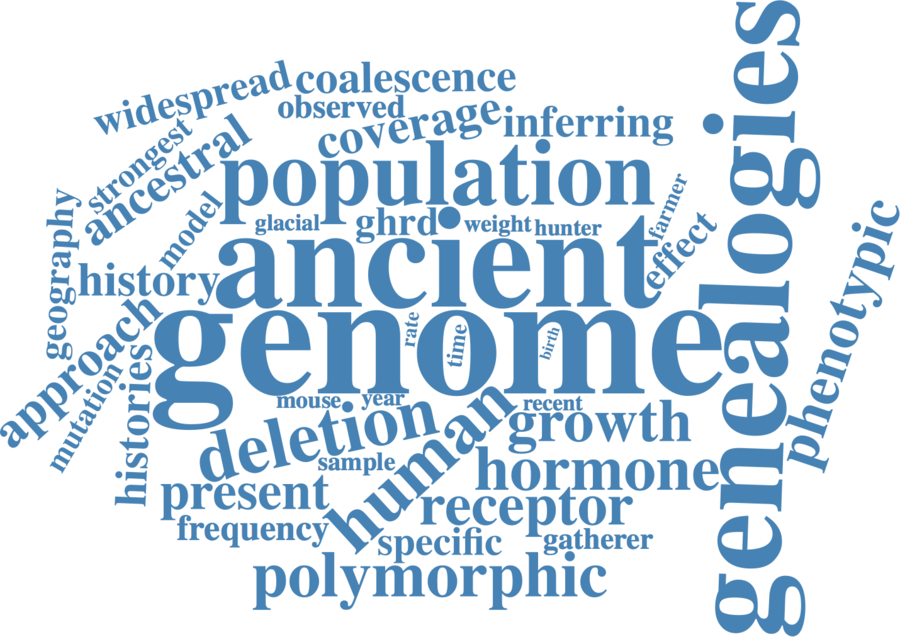 widespread
coalescence
observed
strongest
coverage
inferring
ancestral
population
genealogies
farmer
model
glacial
ghrd
weight
hunter
geography
effect
phenotypic
history
ancient
approach
genome
rate
time
birth
mutation
histories
mouse
year
recent
deletion
human
growth
sample
hormone
present
receptor
frequency
specific
gatherer
polymorphic